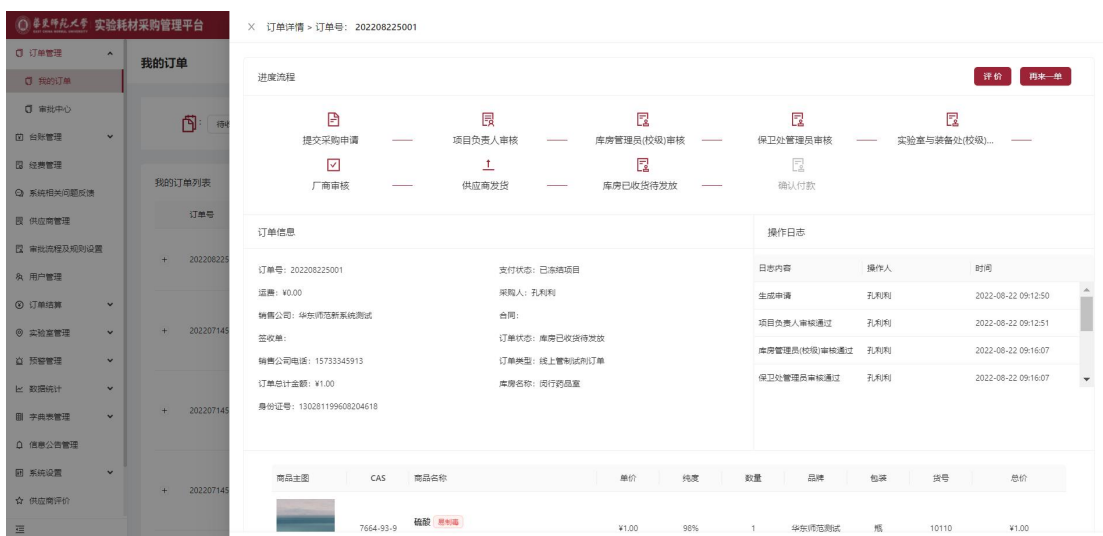 華東師範大學 实验耗材采购管理平台
EAST CHINA NORMAL UNIVERSITY
订单管理
我的订单
审批中心
台账管理
经费管理
系统相关问题反馈
供应商管理
审批流程及规则设置
用户管理
订单结算
实验室管理
预警管理
数据统计
字典表管理
信息公告管理
系统设置
供应商评价
我的订单
待收
我的订单列表
订单号
+ 202208225
+ 202207145
+ 202207145
+ 202207145
× 订单详情 > 订单号: 202208225001
进度流程
评价 再来一单
提交采购申请 项目负责人审核 库房管理员(校级)审核 保卫处管理员审核 实验室与装备处(校级)...
厂商审核 供应商发货 库房已收货待发放 确认付款
订单信息
订单号: 202208225001 支付状态: 已冻结项目
运费: ¥0.00 采购人: 孔利利
销售公司: 华东师范新系统测试 合同:
签收单: 订单状态: 库房已收货待发放
销售公司电话: 15733345913 订单类型: 线上管制试剂订单
订单总计金额: ¥1.00 库房名称: 闵行药品室
身份证号: 130281199608204618
操作日志
日志内容 操作人 时间
生成申请 孔利利 2022-08-22 09:12:50
项目负责人审核通过 孔利利 2022-08-22 09:12:51
库房管理员(校级)审核通过 孔利利 2022-08-22 09:16:07
保卫处管理员审核通过 孔利利 2022-08-22 09:16:07
商品主图 CAS 商品名称 单价 纯度 数量 品牌 包装 货号 总价
7664-93-9 硫酸 易制毒 ¥1.00 98% 1 华东师范测试 瓶 10110 ¥1.00